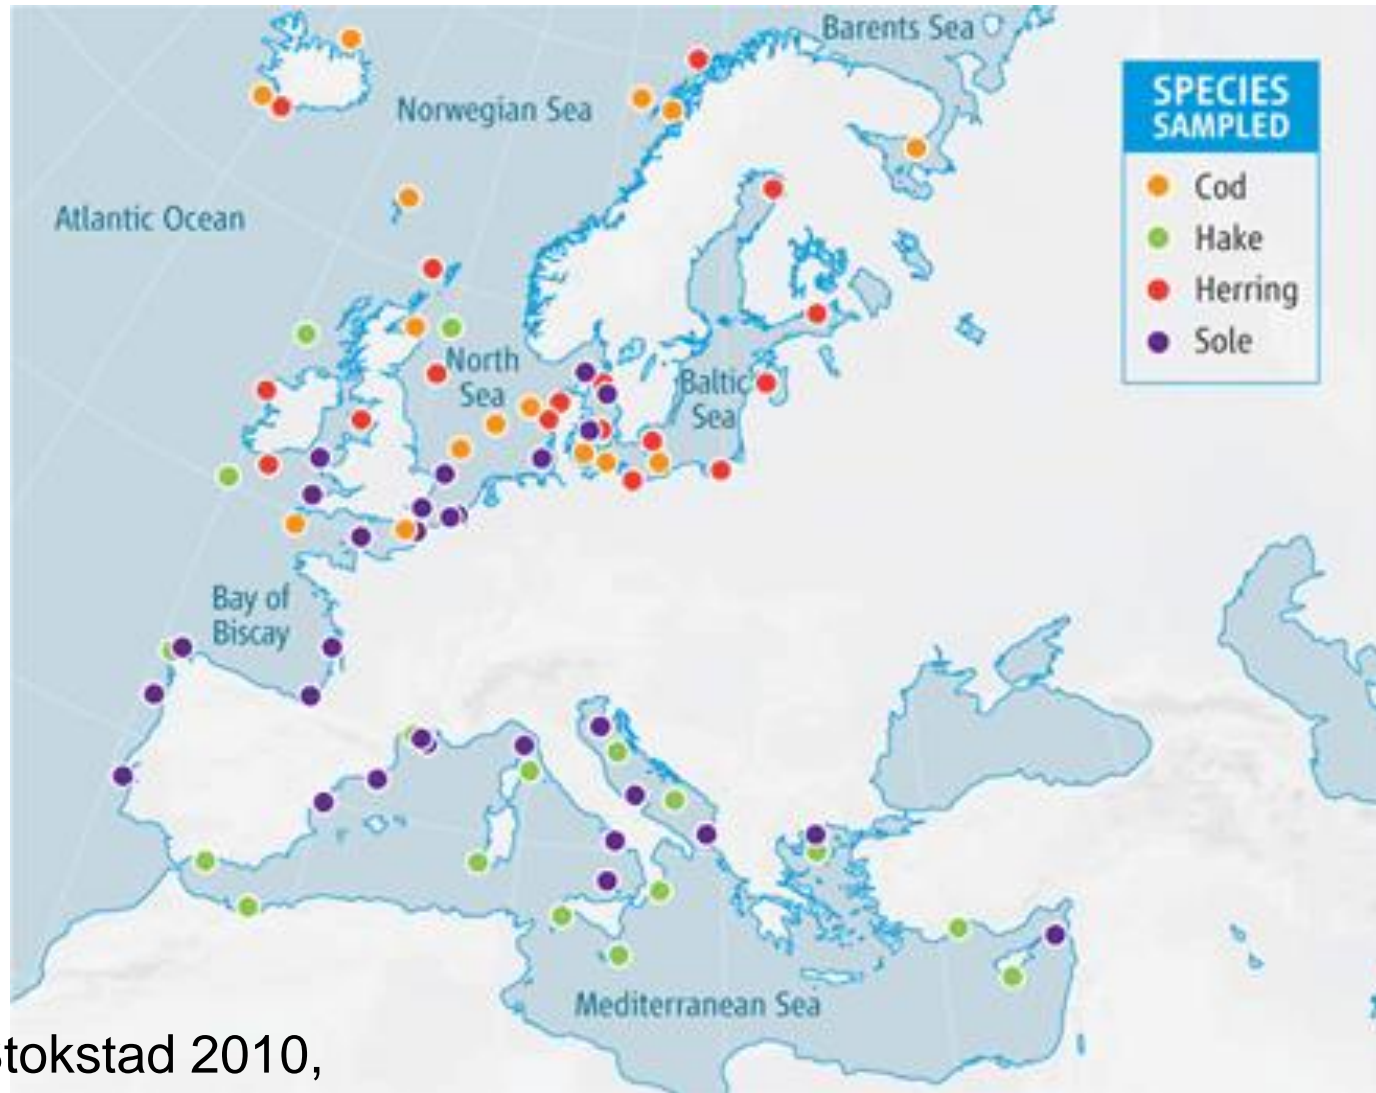 Barents Sea
SPECIES
SAMPLED
Norwegian Sea
Cod
Atlantic Ocean
Hake
Herring
Sole
North
Sea
Baltic
Sea
Bay of
Biscay
Mediterranean Sea
tokstad 2010,